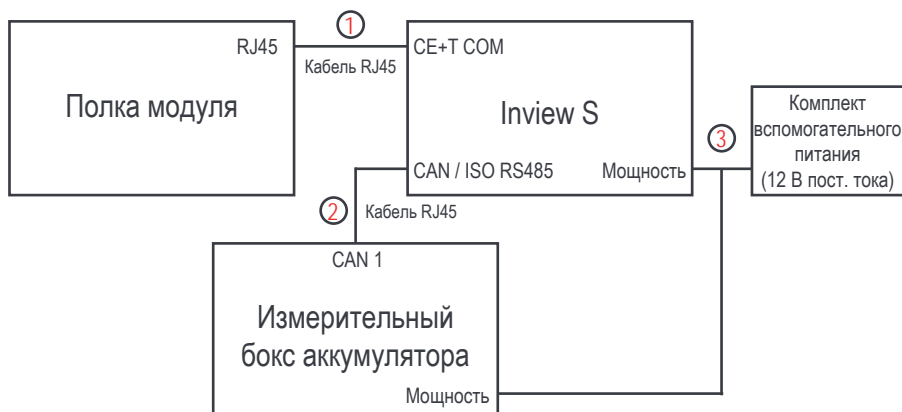 1
RJ45
CE+T COM
Кабель RJ45
Полка модуля
Inview S
3
Комплект
вспомогательного
питания
(12 В пост. тока)
CAN / ISO RS485
Мощность
2
Кабель RJ45
CAN 1
Измерительный
бокс аккумулятора
Мощность